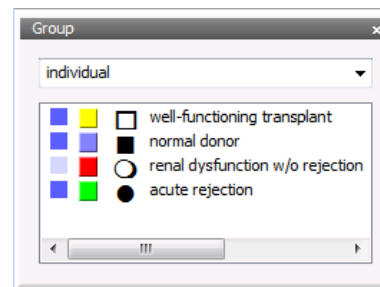 Group
individual
well-functioning transplant
normal donor
renal dysfunction w/o rejection
acute rejection